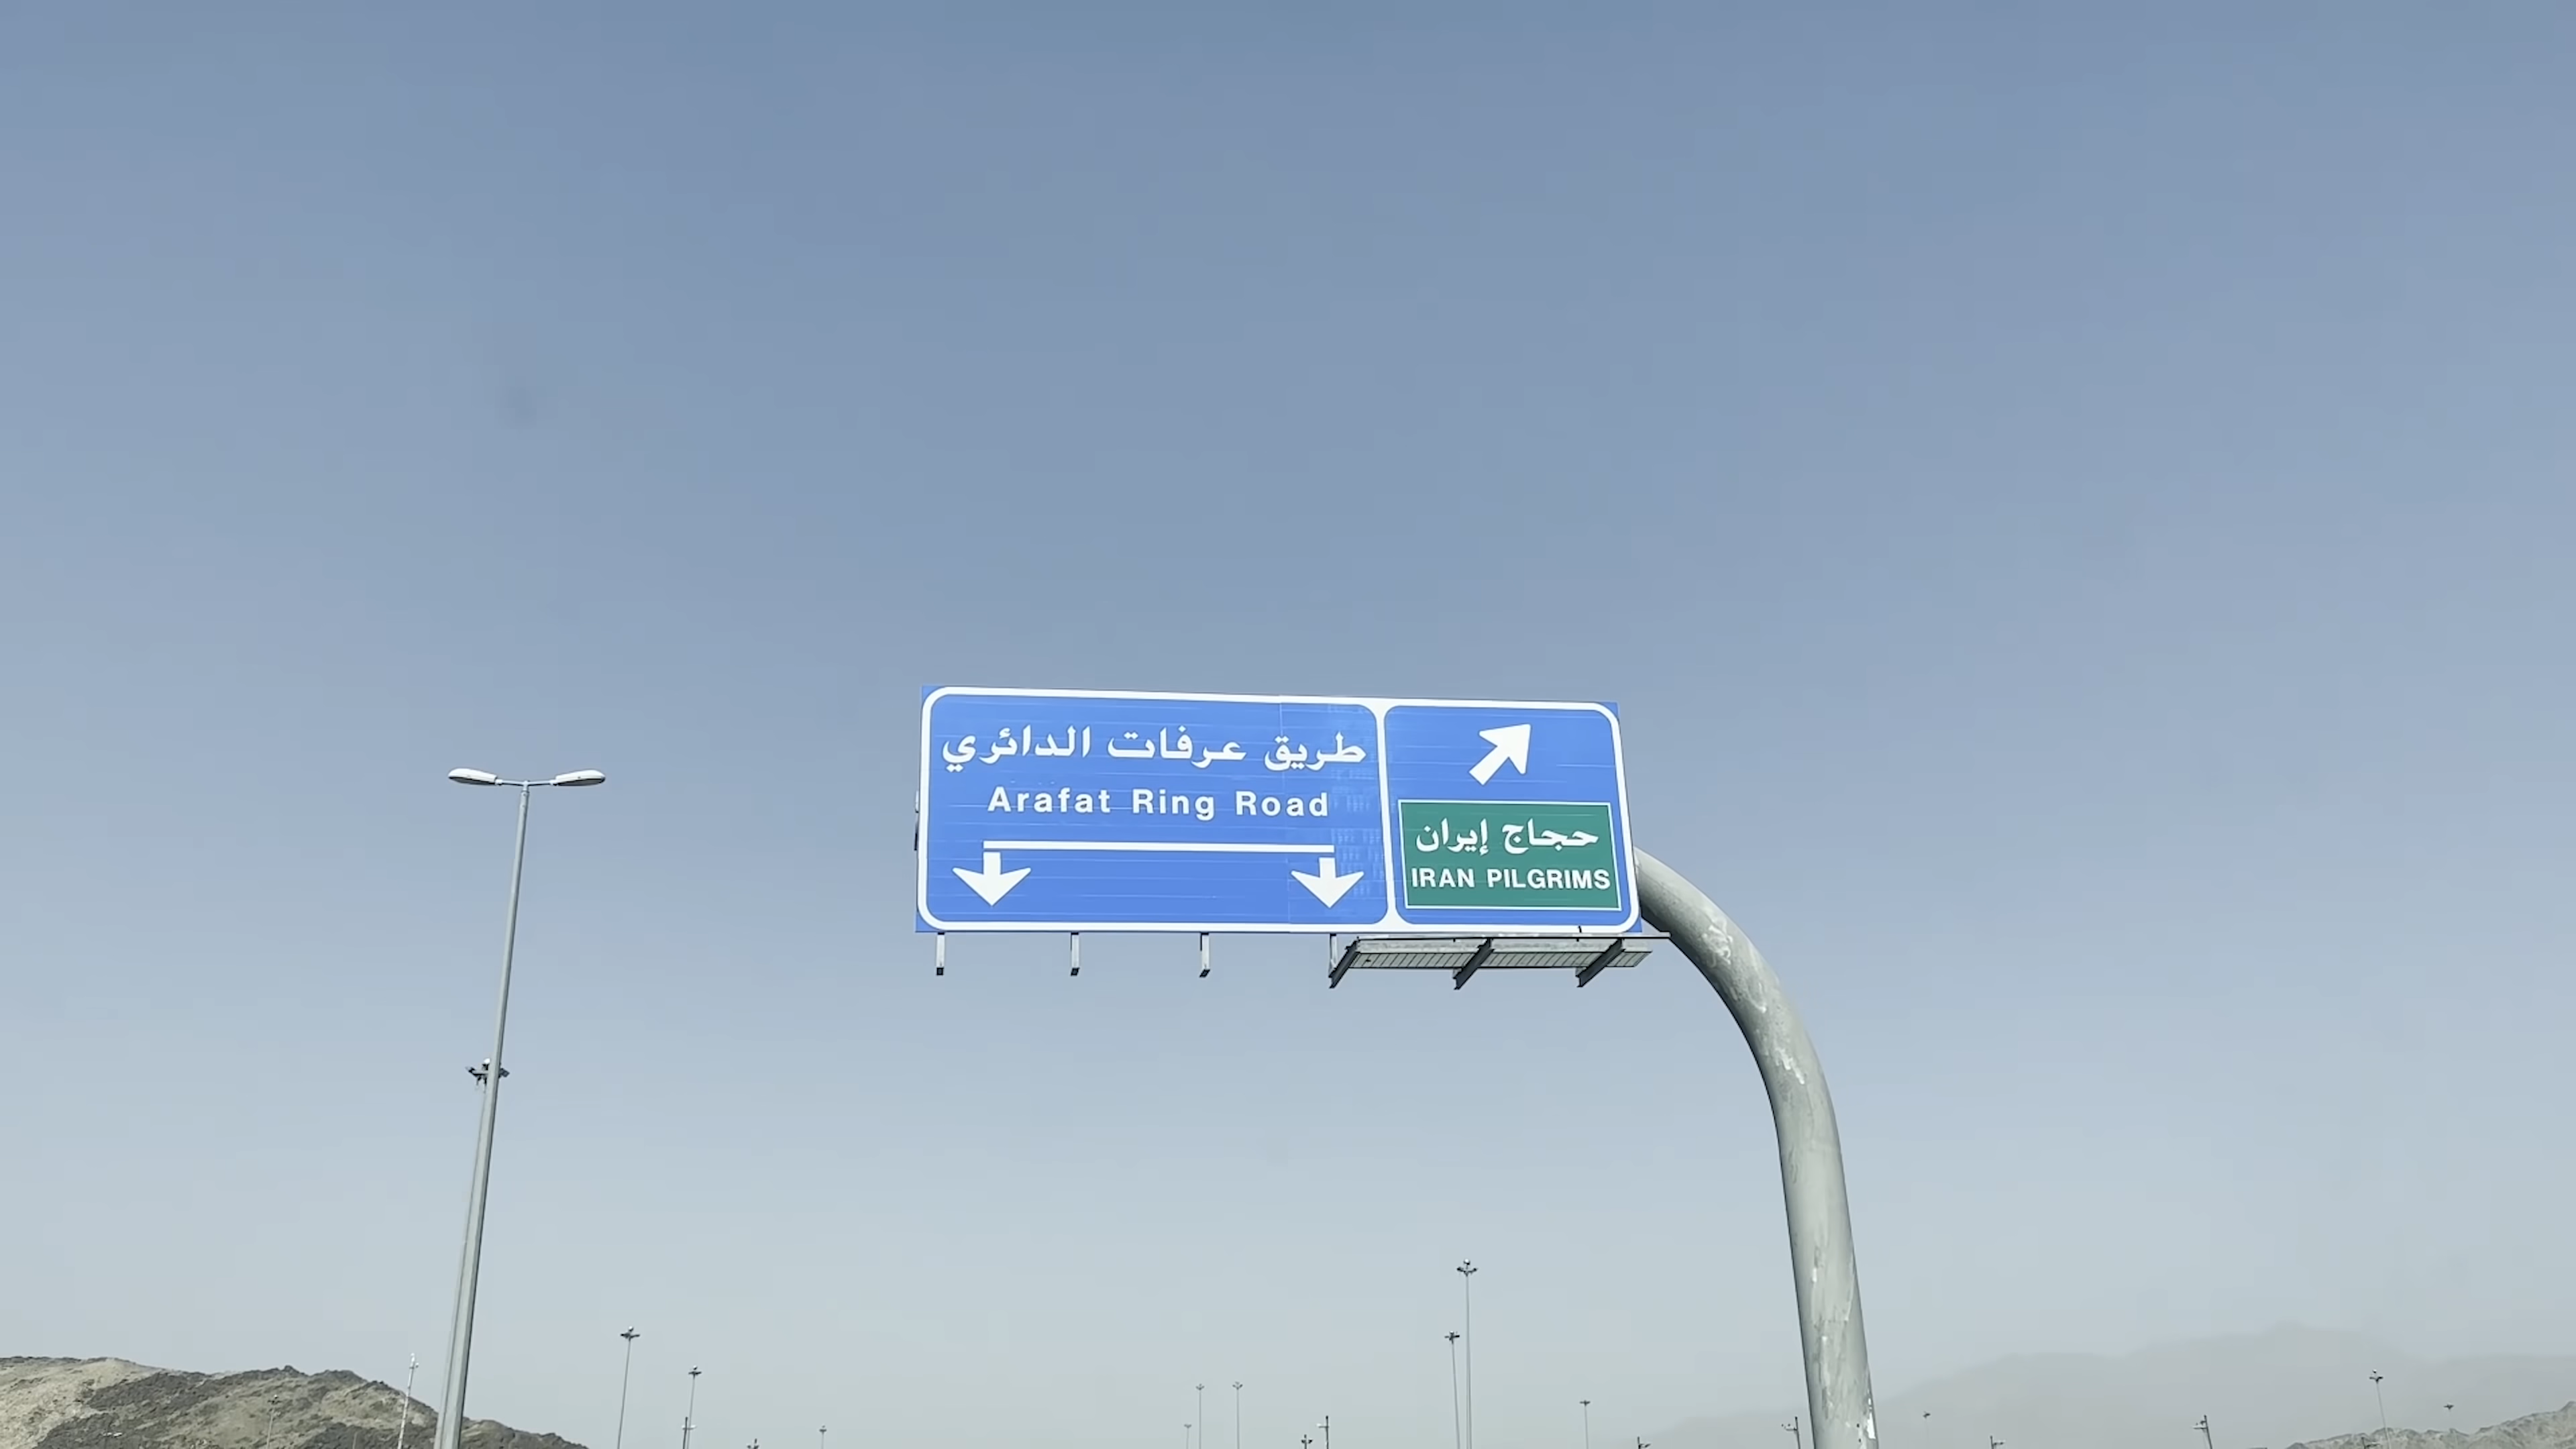 طريق عرفات الدائري
Arafat Ring Road
حجاج إيران
IRAN PILGRIMS